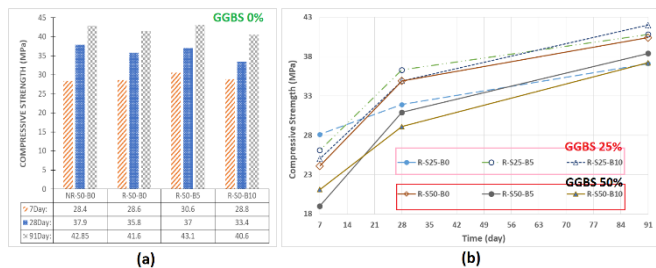 GGBS 0%
COMPRESSIVE STRENGTH (MPa)
45
40
35
30
25
20
15
10
5
0
NR-S0-B0 R-S0-B0 R-S0-B5 R-S0-B10
7Day: 28.4 28.6 30.6 28.8
28Day: 37.9 35.8 37 33.4
91Day: 42.85 41.6 43.1 40.6
(a)
Compressive Strength (MPa)
43
38
33
28
23
18
GGBS 25%
R-S25-B0 R-S25-B5 R-S25-B10
GGBS 50%
R-S50-B0 R-S50-B5 R-S50-B10
7 14 21 28 35 42 49 56 63 70 77 84 91
Time (day)
(b)